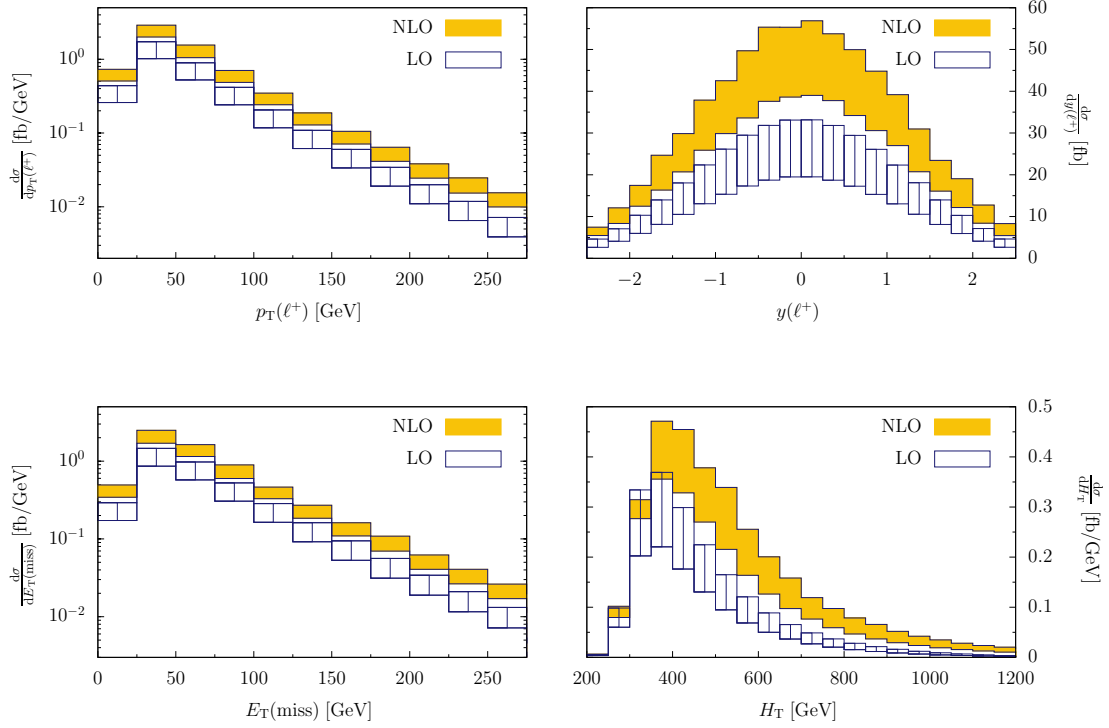 NLO
LO
10⁰
10⁻¹
10⁻²
dσ/dp_T(ℓ⁺) [fb/GeV]
0 50 100 150 200 250
p_T(ℓ⁺) [GeV]
NLO
LO
60
50
40
30
20
10
0
dσ/dy(ℓ⁺) [fb]
−2 −1 0 1 2
y(ℓ⁺)
NLO
LO
10⁰
10⁻¹
10⁻²
dσ/dE_T(miss) [fb/GeV]
0 50 100 150 200 250
E_T(miss) [GeV]
NLO
LO
0.5
0.4
0.3
0.2
0.1
0
dσ/dH_T [fb/GeV]
200 400 600 800 1000 1200
H_T [GeV]